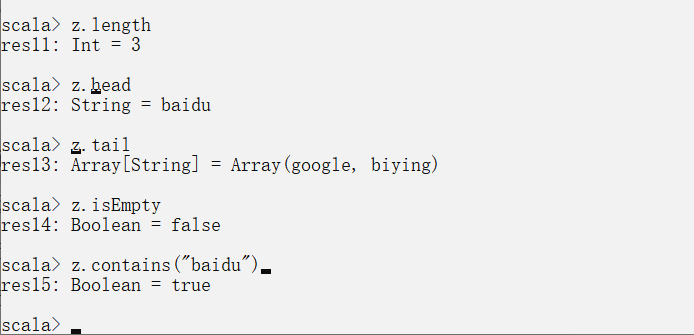 scala> z.length
res11: Int = 3
scala> z.head
res12: String = baidu
scala> z.tail
res13: Array[String] = Array(google, biying)
scala> z.isEmpty
res14: Boolean = false
scala> z.contains("baidu")
res15: Boolean = true
scala>